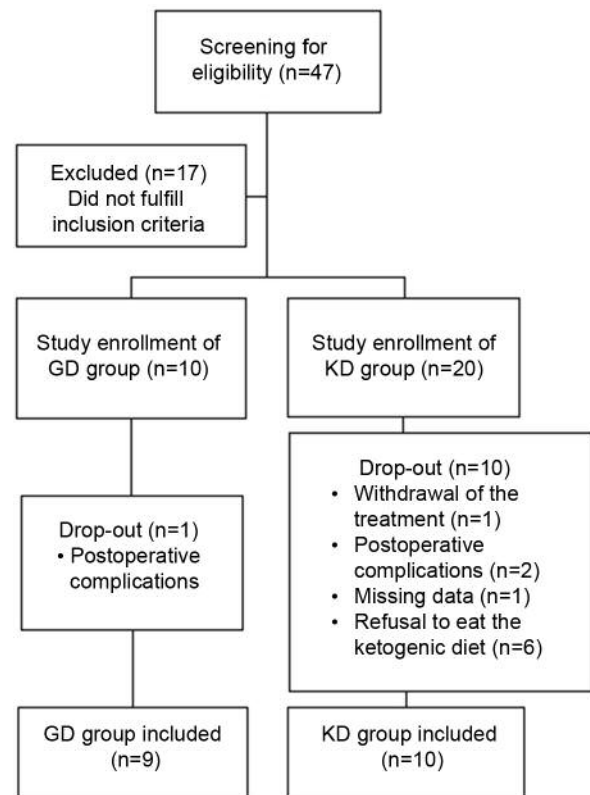 Screening for
eligibility (n=47)
Excluded (n=17)
Did not fulfill
inclusion criteria
Study enrollment of
GD group (n=10)
Study enrollment of
KD group (n=20)
Drop-out (n=1)
• Postoperative
complications
Drop-out (n=10)
• Withdrawal of the
treatment (n=1)
• Postoperative
complications (n=2)
• Missing data (n=1)
• Refusal to eat the
ketogenic diet (n=6)
GD group included
(n=9)
KD group included
(n=10)